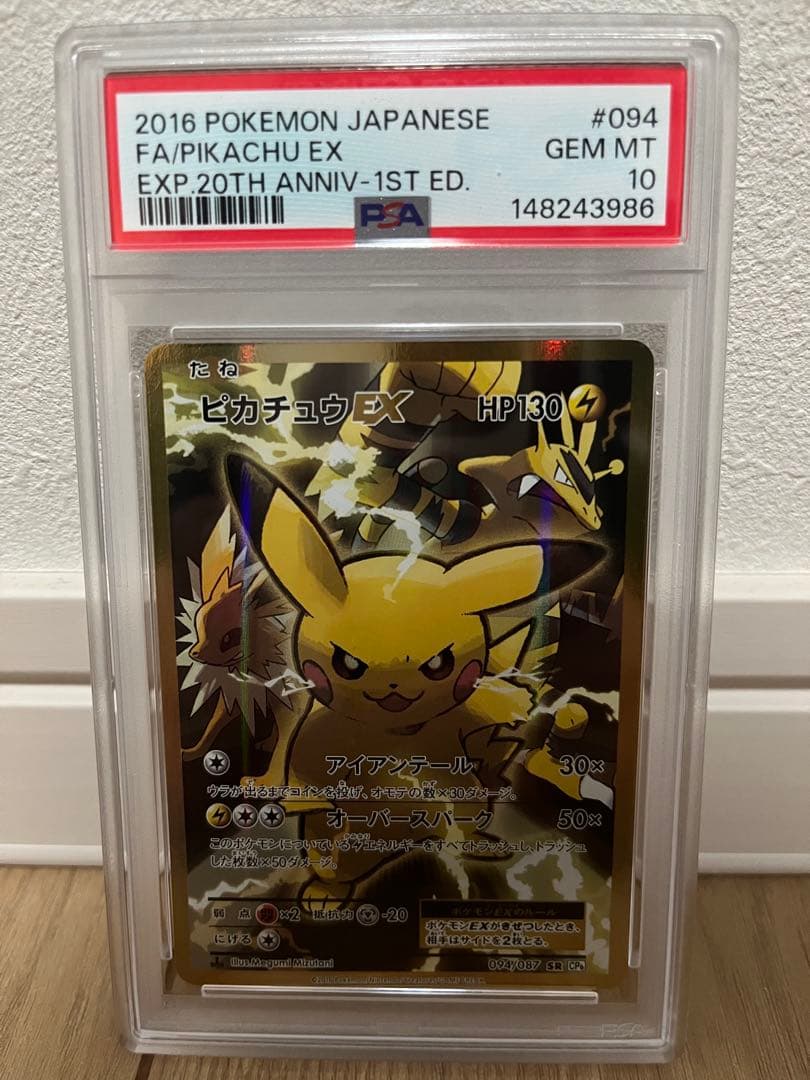 2016 POKEMON JAPANESE #094
FA/PIKACHU EX GEM MT
EXP.20TH ANNIV-1ST ED. 10
PSA 148243986
たね
ピカチュウEX HP130
アイアンテール 30×
ウラが出るまでコインを投げ、オモテの数×30ダメージ。
オーバースパーク 50×
このポケモンについているエネルギーをすべてトラッシュし、トラッシュ
した枚数×50ダメージ。
弱点 ×2 抵抗力 -20
ポケモンEXのルール
ポケモンEXがきぜつしたとき、
相手はサイドを2枚とる。
にげる
Illus.Megumi Mizutani
094/087 SR CP6
PSA